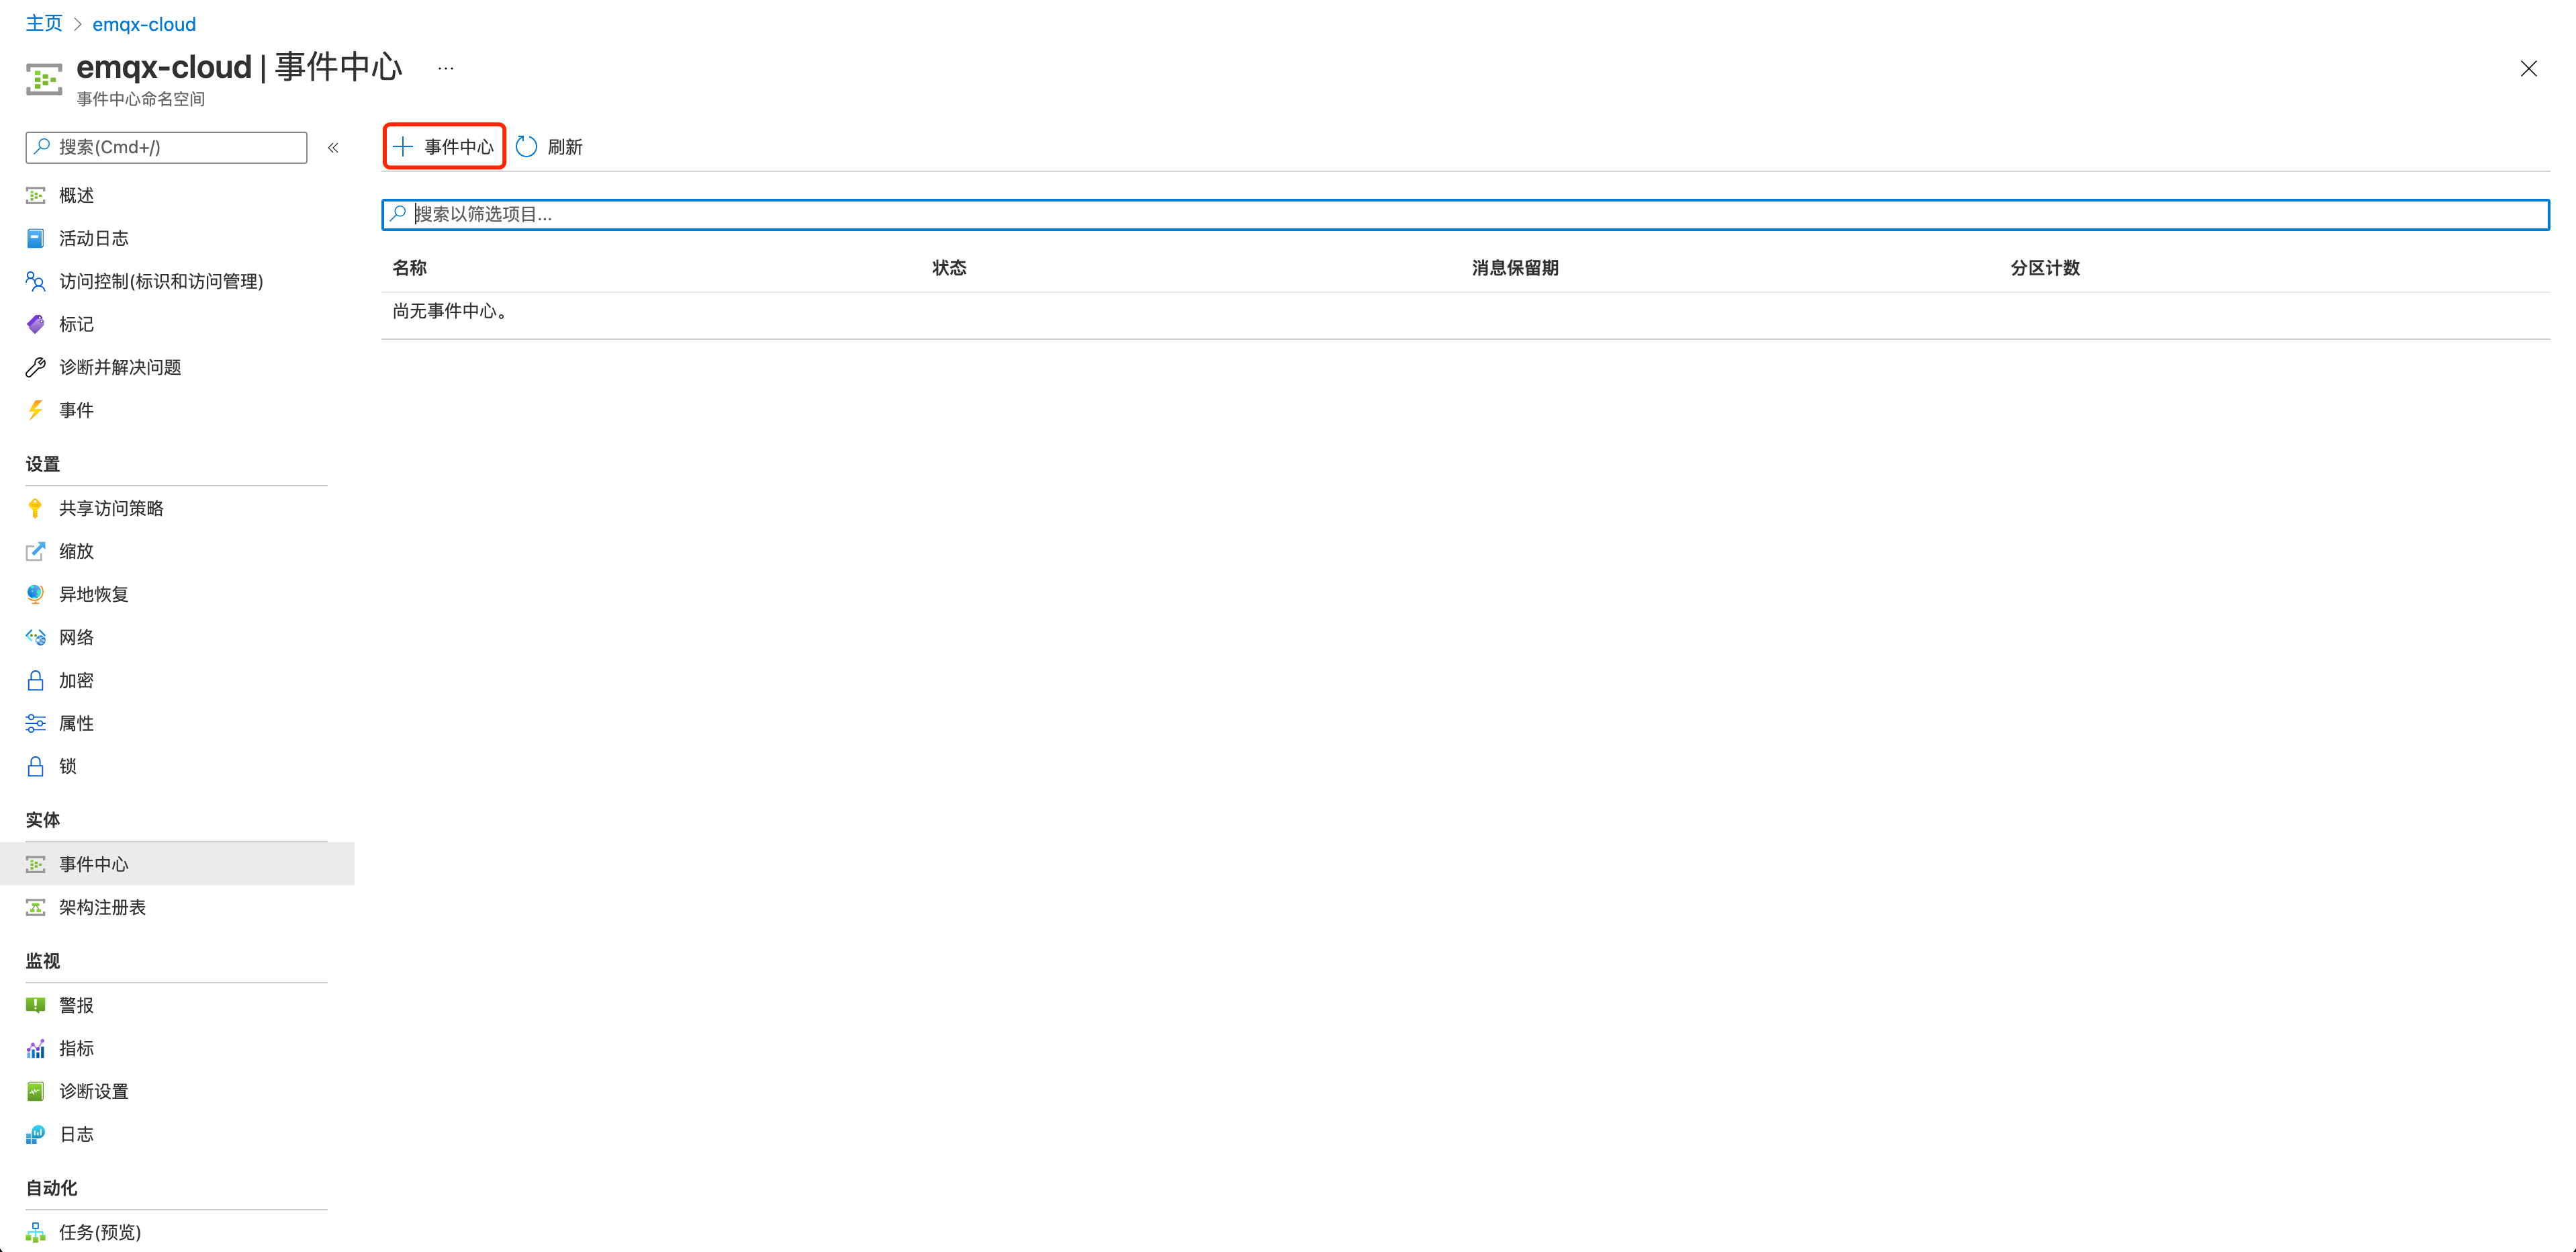 主页 > emqx-cloud
emqx-cloud | 事件中心 ...
事件中心命名空间
搜索(Cmd+/) «
概述
活动日志
访问控制(标识和访问管理)
标记
诊断并解决问题
事件
设置
共享访问策略
缩放
异地恢复
网络
加密
属性
锁
实体
事件中心
架构注册表
监视
警报
指标
诊断设置
日志
自动化
任务(预览)
事件中心 刷新
搜索以筛选项目...
名称 状态 消息保留期 分区计数
尚无事件中心。